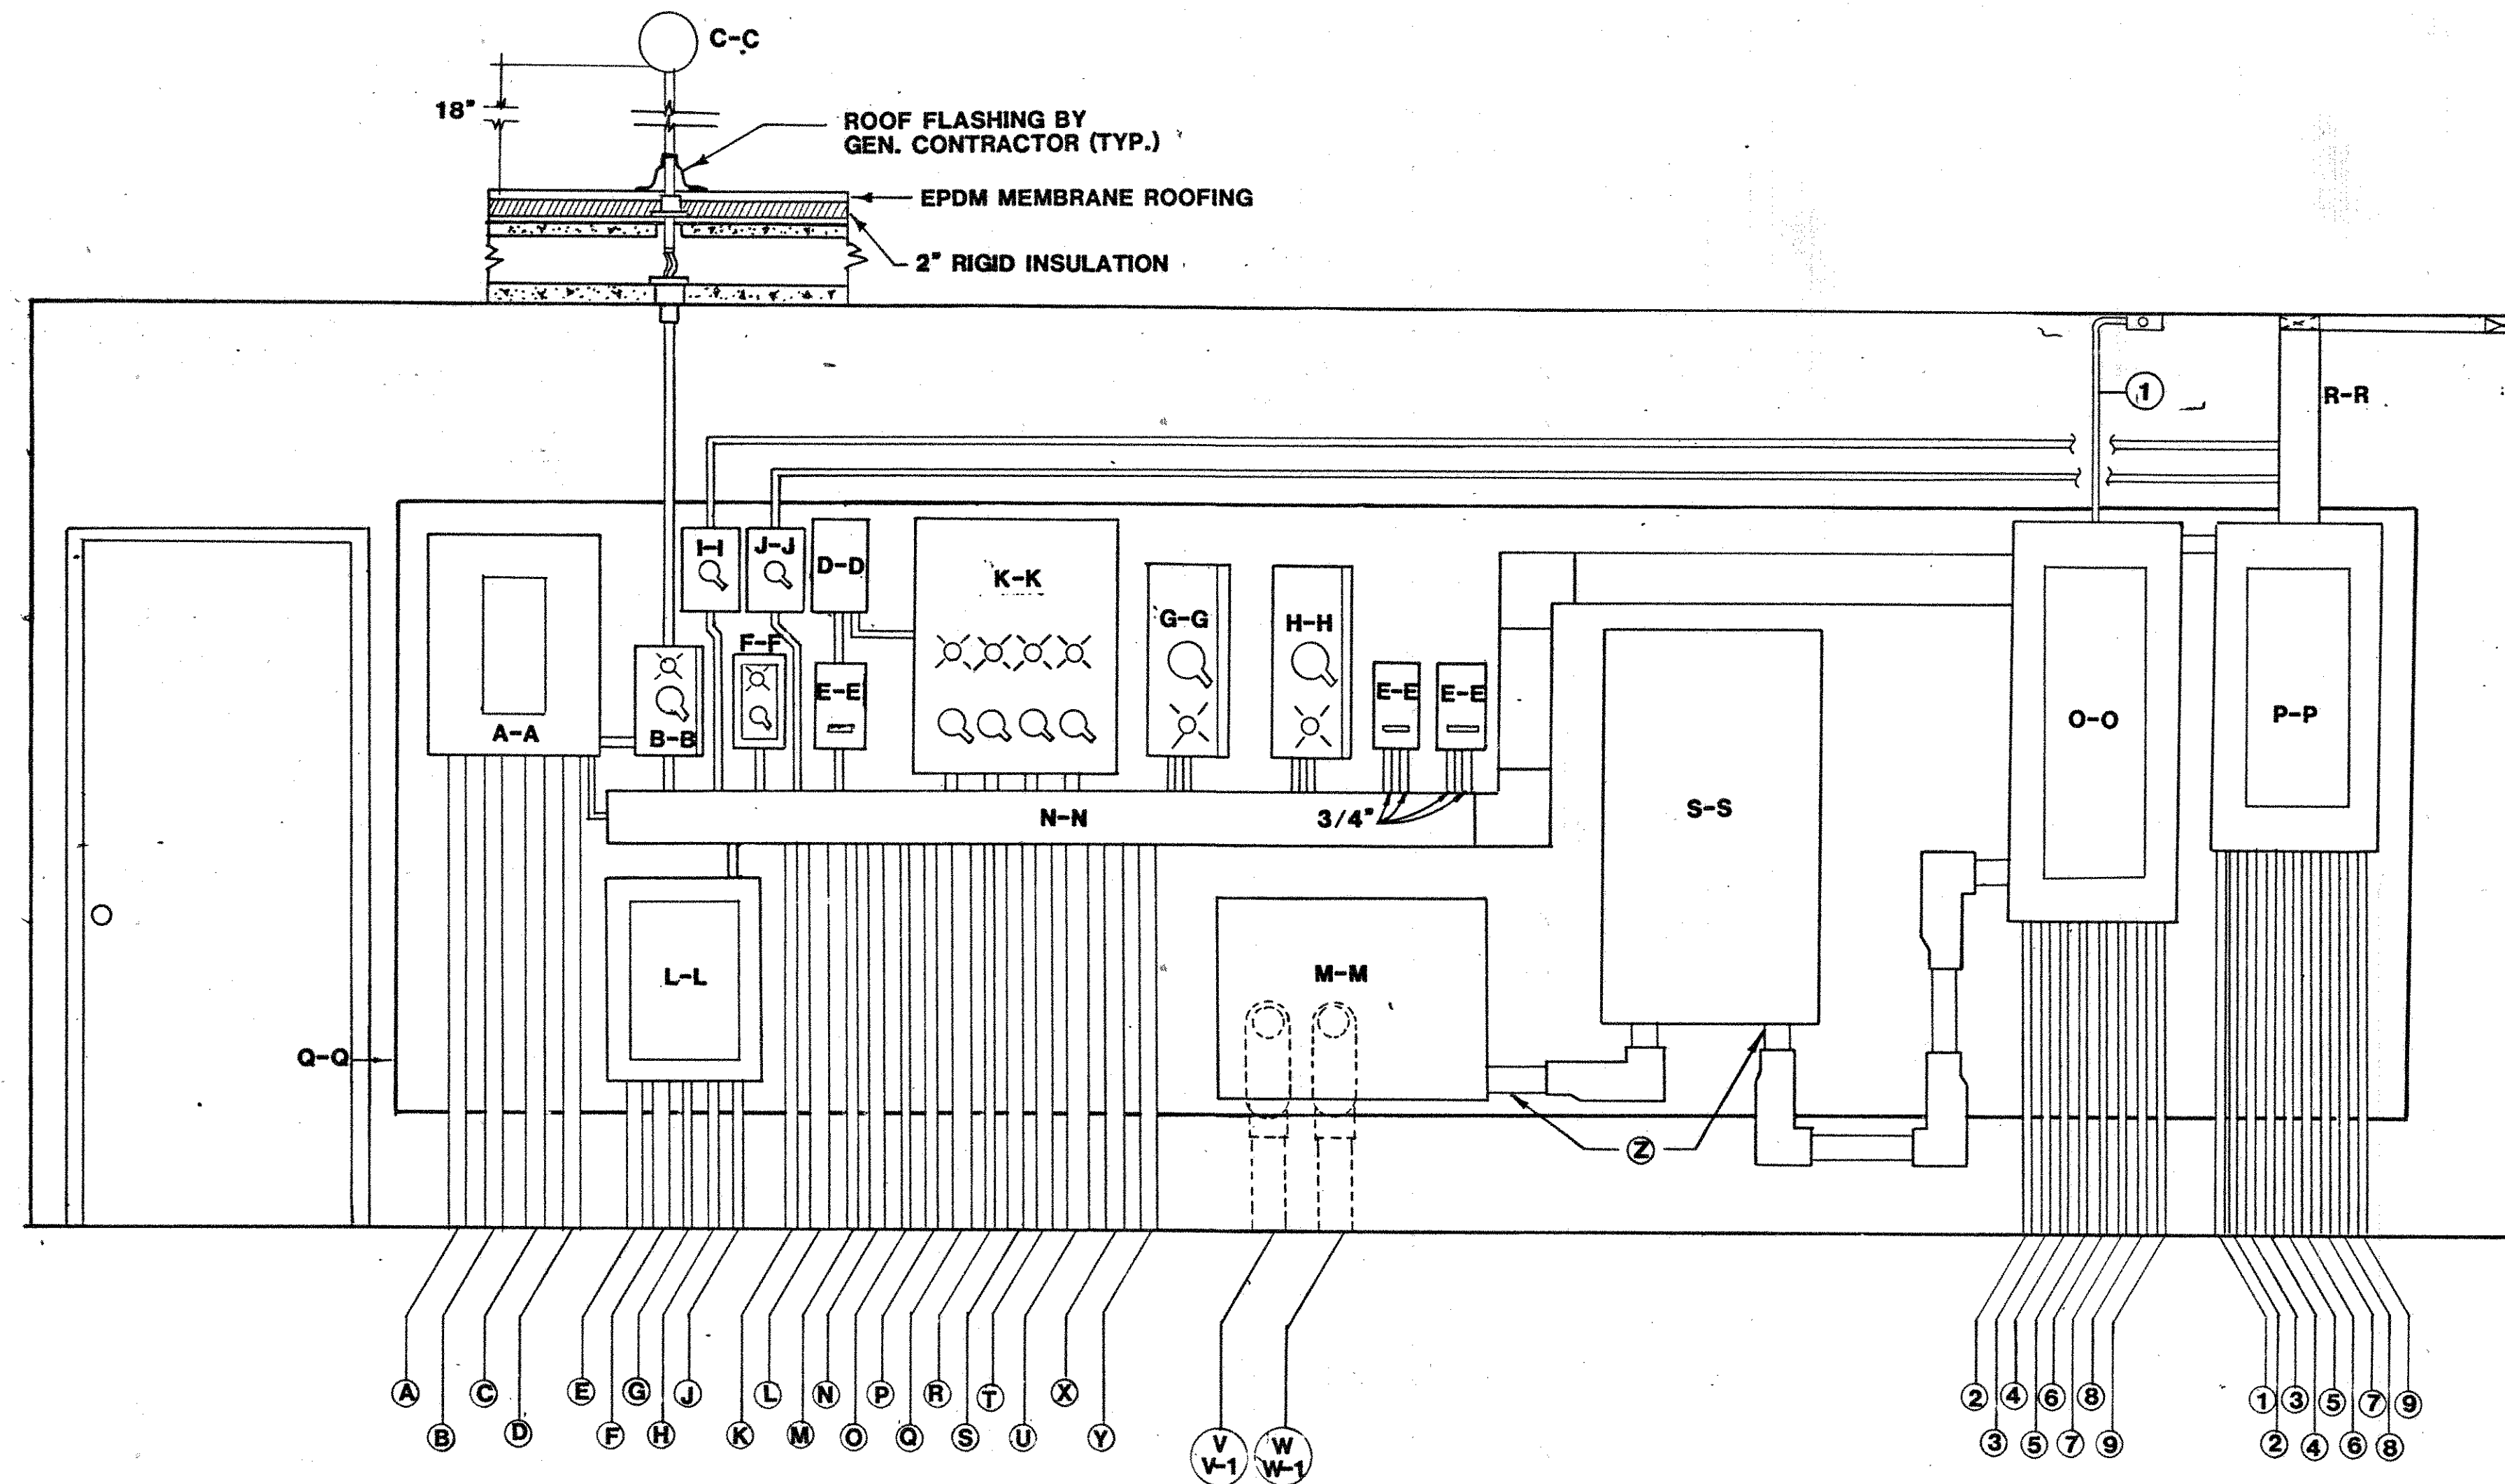 C-C
18"
ROOF FLASHING BY
GEN. CONTRACTOR (TYP.)
EPDM MEMBRANE ROOFING
2" RIGID INSULATION
1
R-R
I-I
J-J
D-D
K-K
G-G
H-H
F-F
E-E
E-E
E-E
A-A
B-B
O-O
P-P
N-N
3/4"
S-S
L-L
M-M
Q-Q
Z
A
B
C
D
E
F
G
H
J
K
L
M
N
O
P
Q
R
S
T
U
X
Y
V
V-1
W
W-1
2
3
4
5
6
7
8
9
1
2
3
4
5
6
7
8
9